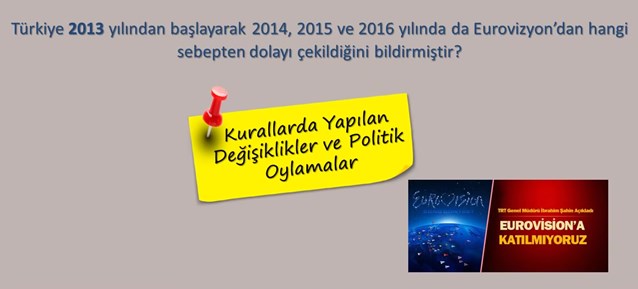 Türkiye 2013 yılından başlayarak 2014, 2015 ve 2016 yılında da Eurovizyon’dan hangi
sebepten dolayı çekildiğini bildirmiştir?
Kurallarda Yapılan
Değişiklikler ve Politik
Oylamalar
EUROVISION
TRT Genel Müdürü İbrahim Şahin Açıkladı
EUROVİSİON'A
KATILMIYORUZ